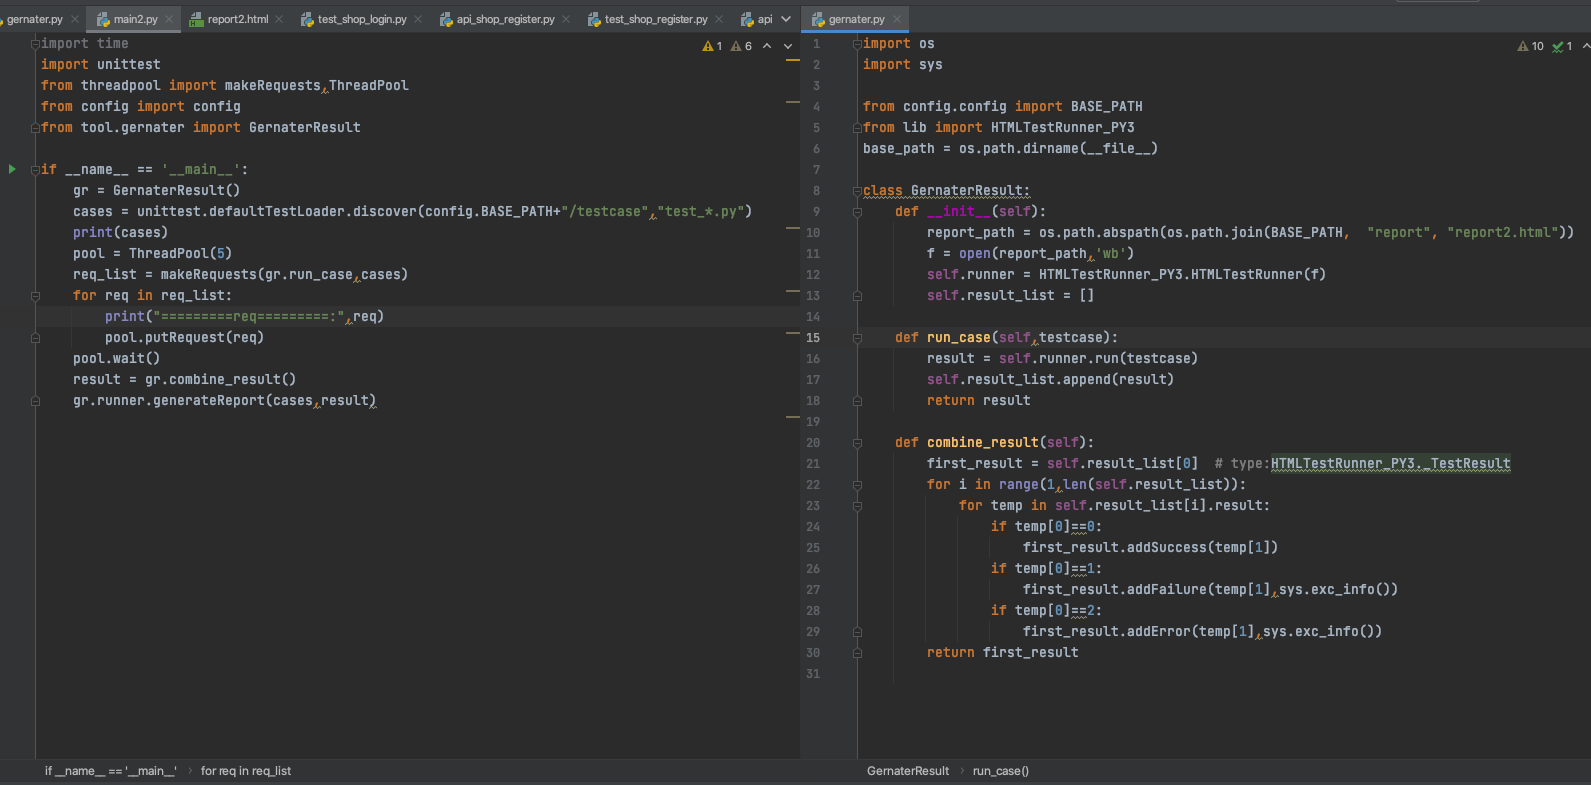 gernater.py main2.py report2.html test_shop_login.py api_shop_register.py test_shop_register.py api
import time
import unittest
from threadpool import makeRequests,ThreadPool
from config import config
from tool.gernater import GernaterResult
if __name__ == '__main__':
gr = GernaterResult()
cases = unittest.defaultTestLoader.discover(config.BASE_PATH+"/testcase","test_*.py")
print(cases)
pool = ThreadPool(5)
req_list = makeRequests(gr.run_case,cases)
for req in req_list:
print("=========req=========:",req)
pool.putRequest(req)
pool.wait()
result = gr.combine_result()
gr.runner.generateReport(cases,result)
1 6
if __name__ == '__main__' › for req in req_list
gernater.py
10 1
1 import os
2 import sys
3
4 from config.config import BASE_PATH
5 from lib import HTMLTestRunner_PY3
6 base_path = os.path.dirname(__file__)
7
8 class GernaterResult:
9 def __init__(self):
10 report_path = os.path.abspath(os.path.join(BASE_PATH, "report", "report2.html"))
11 f = open(report_path,'wb')
12 self.runner = HTMLTestRunner_PY3.HTMLTestRunner(f)
13 self.result_list = []
14
15 def run_case(self,testcase):
16 result = self.runner.run(testcase)
17 self.result_list.append(result)
18 return result
19
20 def combine_result(self):
21 first_result = self.result_list[0] # type:HTMLTestRunner_PY3._TestResult
22 for i in range(1,len(self.result_list)):
23 for temp in self.result_list[i].result:
24 if temp[0]==0:
25 first_result.addSuccess(temp[1])
26 if temp[0]==1:
27 first_result.addFailure(temp[1],sys.exc_info())
28 if temp[0]==2:
29 first_result.addError(temp[1],sys.exc_info())
30 return first_result
31
GernaterResult › run_case()